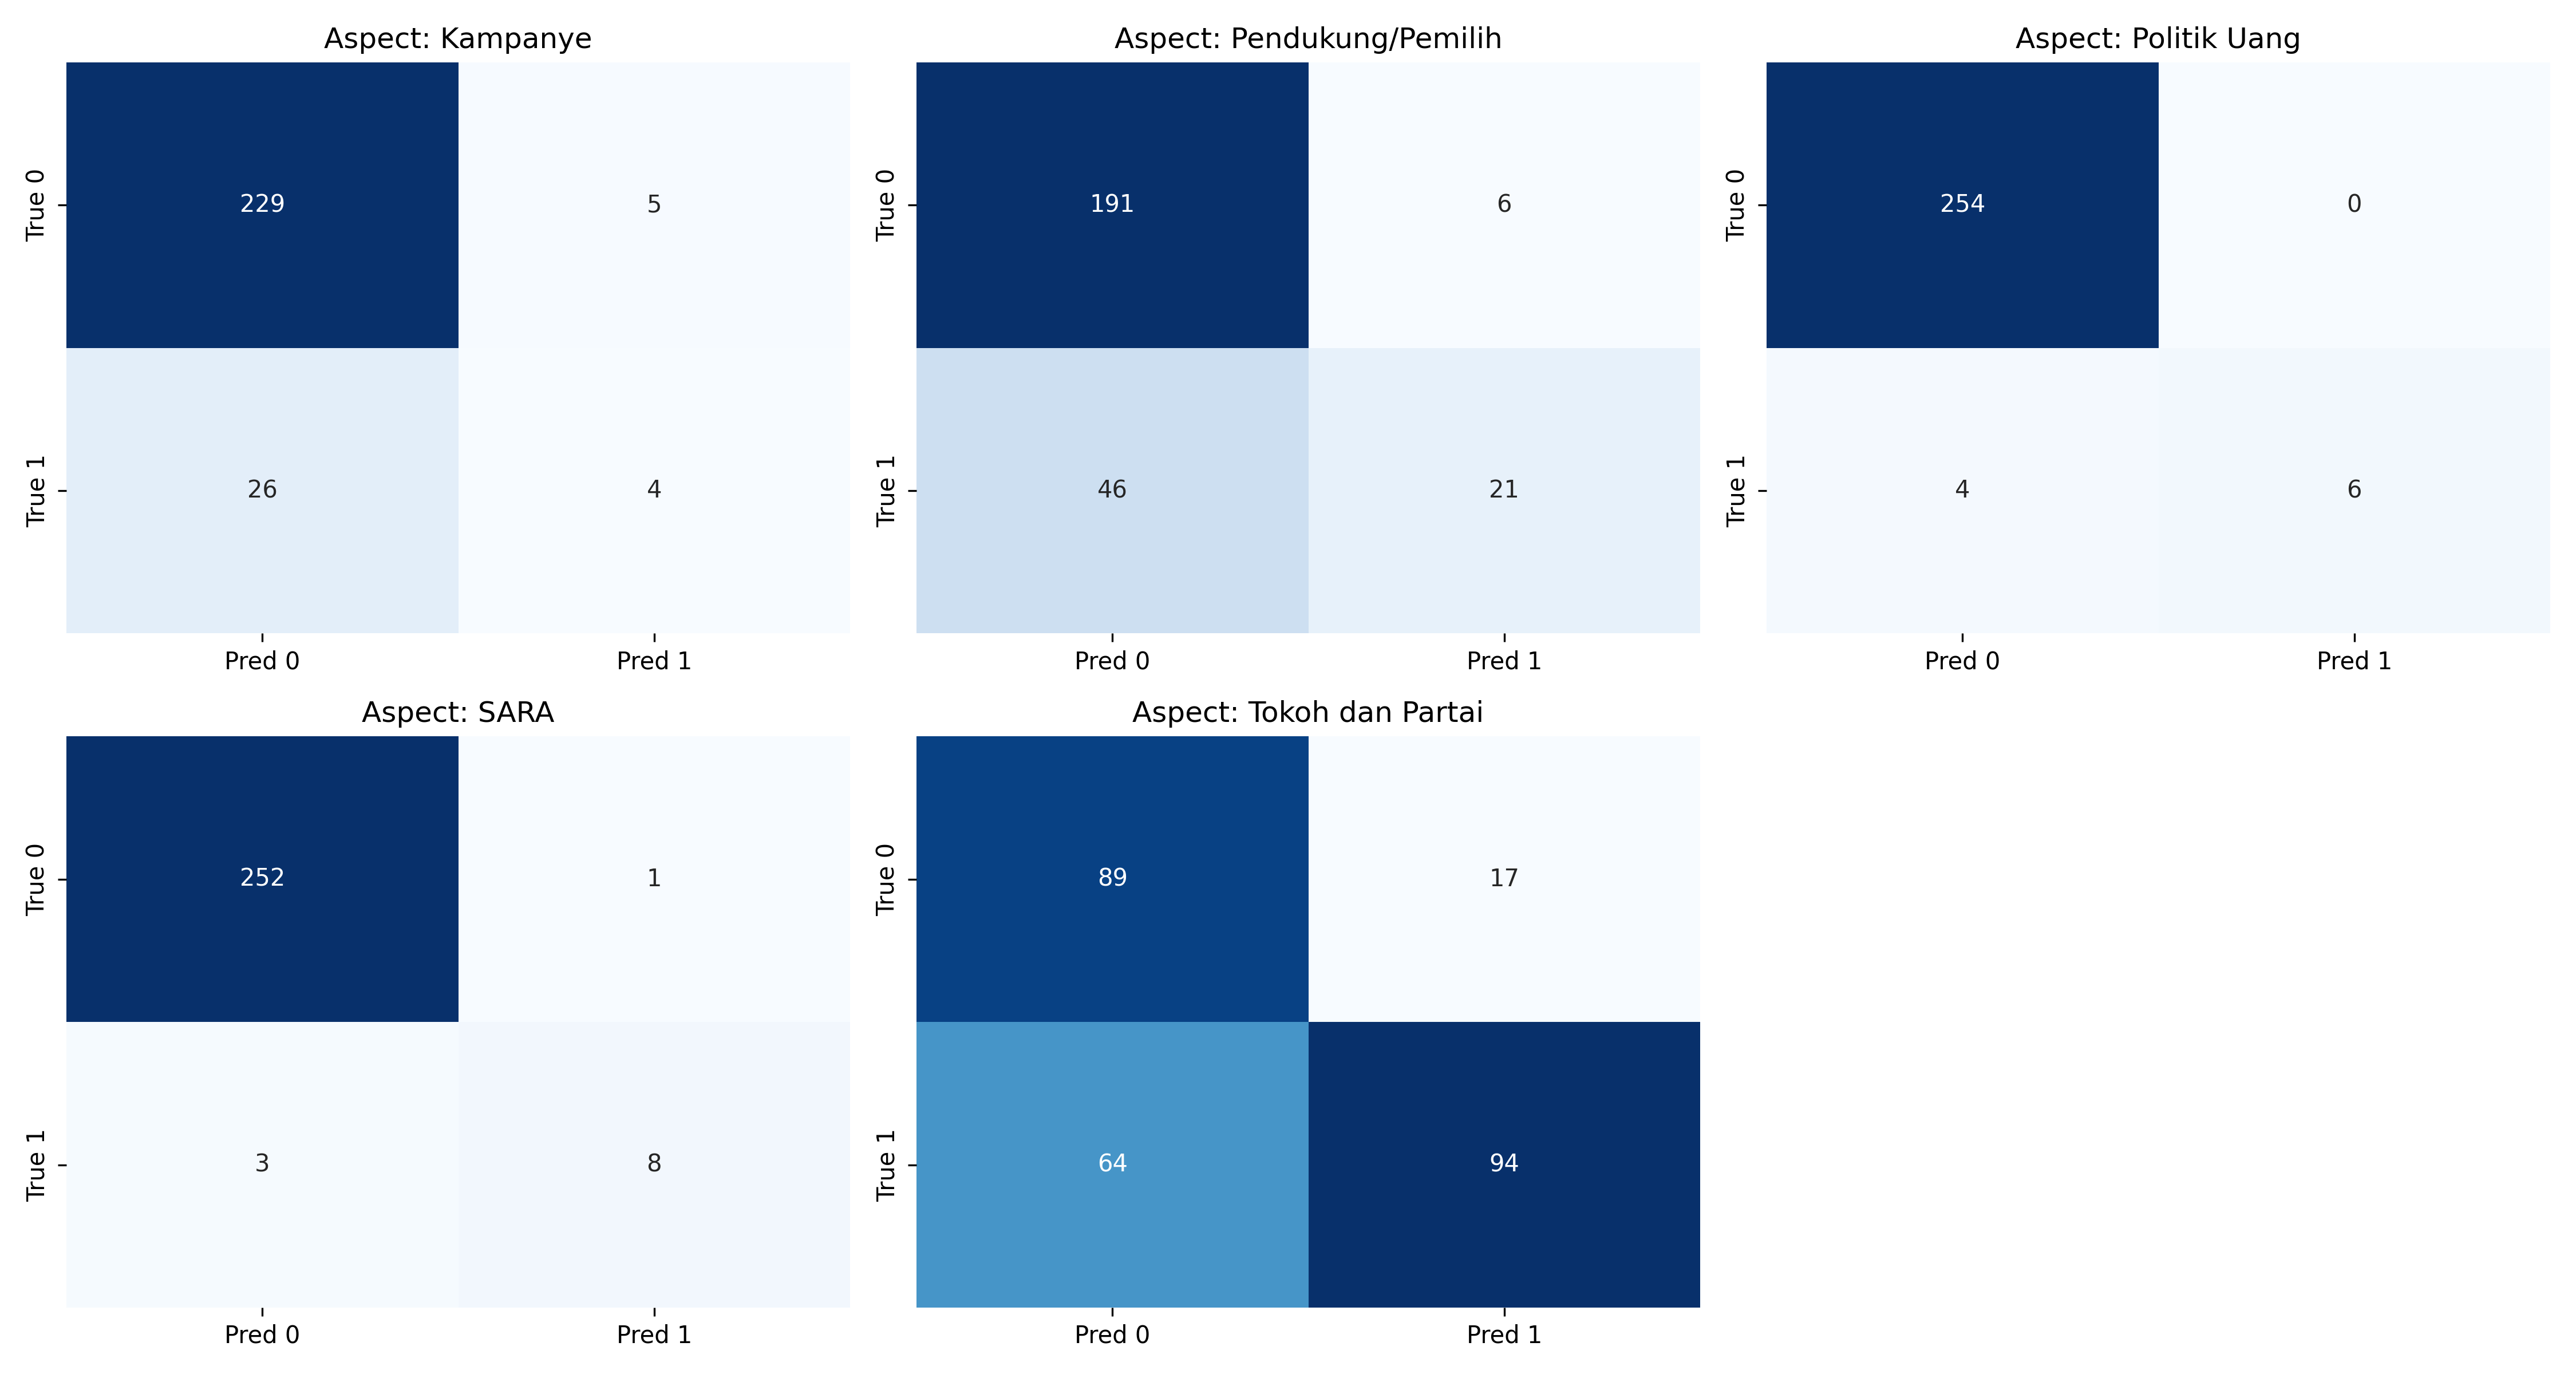 Aspect: Kampanye
True 0
229
5
True 1
26
4
Pred 0
Pred 1
Aspect: Pendukung/Pemilih
True 0
191
6
True 1
46
21
Pred 0
Pred 1
Aspect: Politik Uang
True 0
254
0
True 1
4
6
Pred 0
Pred 1
Aspect: SARA
True 0
252
1
True 1
3
8
Pred 0
Pred 1
Aspect: Tokoh dan Partai
True 0
89
17
True 1
64
94
Pred 0
Pred 1